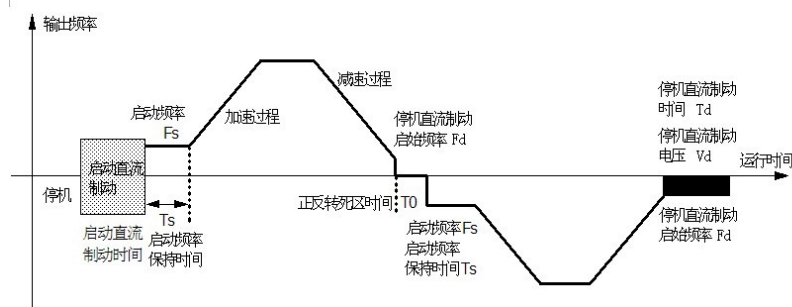 输出频率
启动频率
Fs
加速过程
减速过程
停机直流制动
启始频率 Fd
停机直流制动
时间 Td
停机直流制动
电压 Vd
运行时间
启动直流
制动
停机
Ts
启动直流
制动时间
启动频率
保持时间
正反转死区时间 T0
启动频率Fs
启动频率
保持时间Ts
停机直流制动
启始频率 Fd